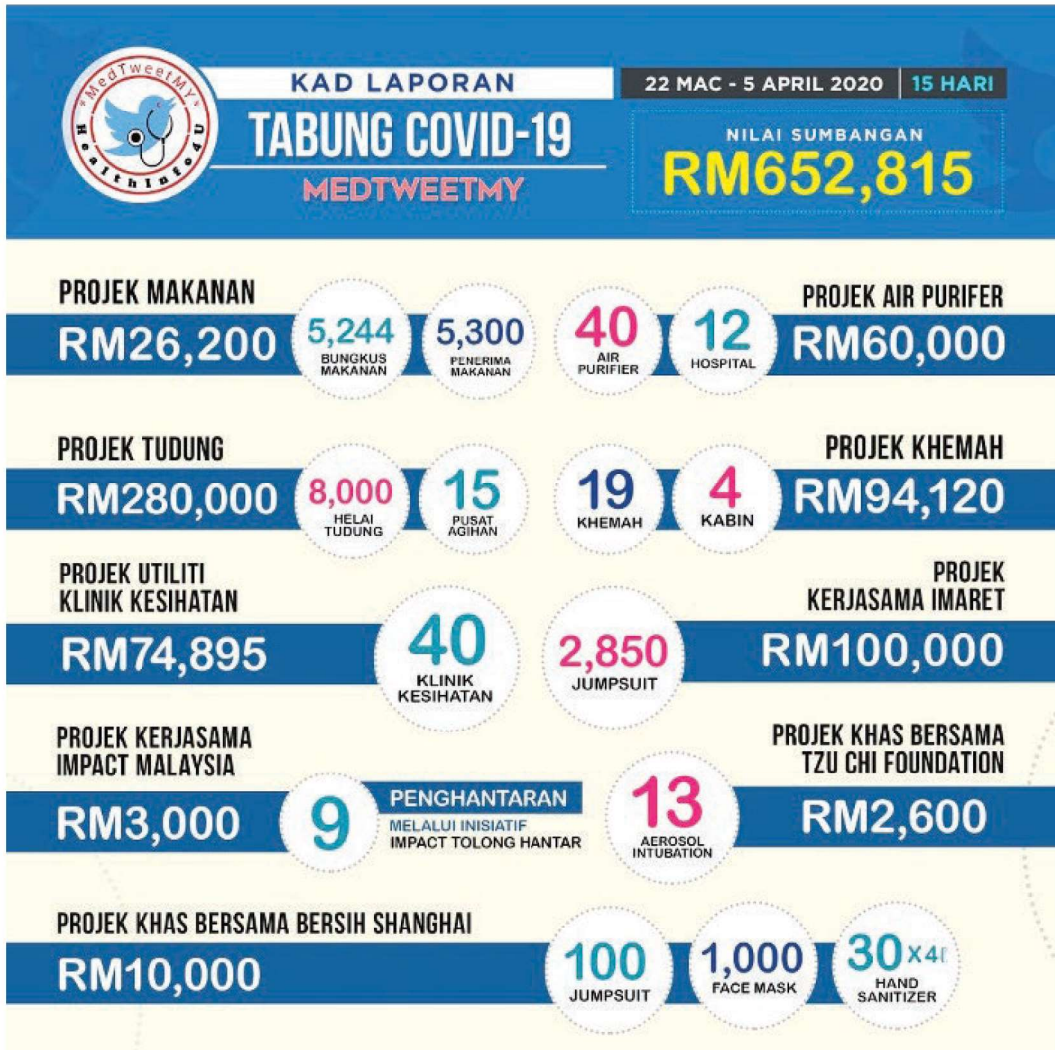 MedTweetMY
HealthInfo4U
KAD LAPORAN
TABUNG COVID-19
MEDTWEETMY
22 MAC - 5 APRIL 2020 | 15 HARI
NILAI SUMBANGAN
RM652,815
PROJEK MAKANAN
RM26,200
5,244
BUNGKUS
MAKANAN
5,300
PENERIMA
MAKANAN
PROJEK AIR PURIFER
40
AIR
PURIFIER
12
HOSPITAL
RM60,000
PROJEK TUDUNG
RM280,000
8,000
HELAI
TUDUNG
15
PUSAT
AGIHAN
PROJEK KHEMAH
19
KHEMAH
4
KABIN
RM94,120
PROJEK UTILITI
KLINIK KESIHATAN
RM74,895
40
KLINIK
KESIHATAN
PROJEK
KERJASAMA IMARET
2,850
JUMPSUIT
RM100,000
PROJEK KERJASAMA
IMPACT MALAYSIA
RM3,000
9
PENGHANTARAN
MELALUI INISIATIF
IMPACT TOLONG HANTAR
PROJEK KHAS BERSAMA
TZU CHI FOUNDATION
13
AEROSOL
INTUBATION
RM2,600
PROJEK KHAS BERSAMA BERSIH SHANGHAI
RM10,000
100
JUMPSUIT
1,000
FACE MASK
30
HAND
SANITIZER